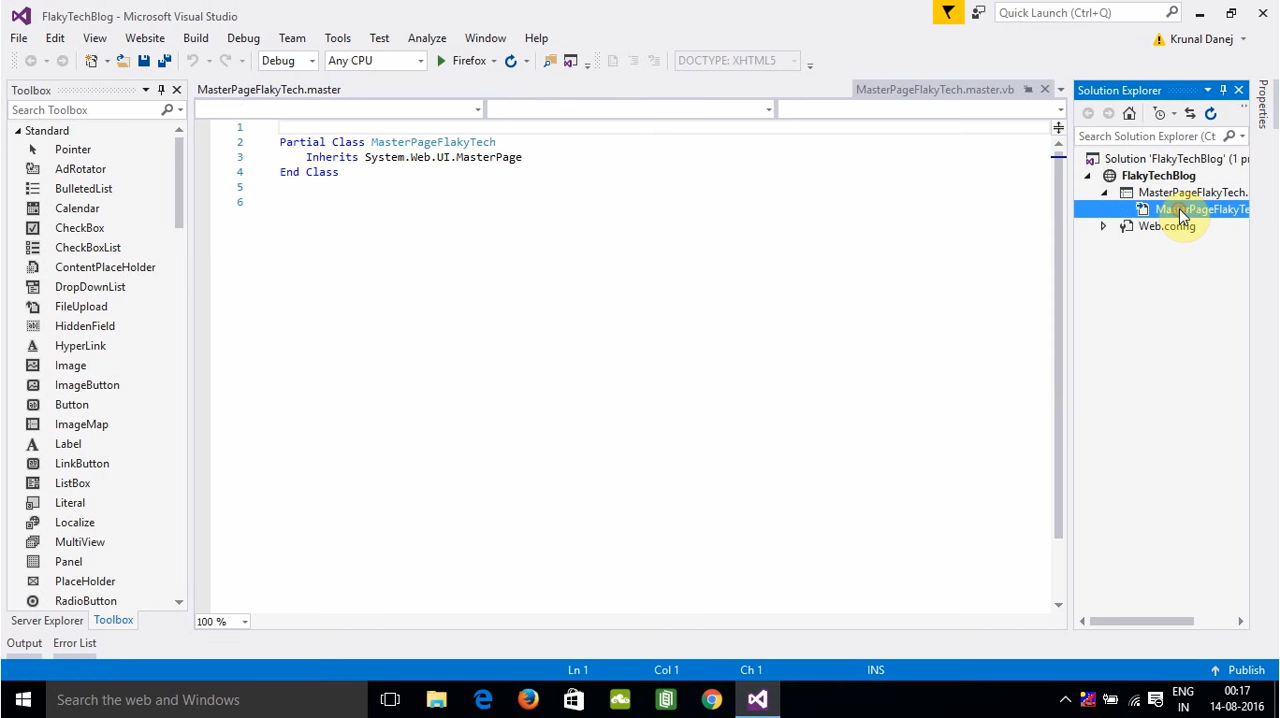 FlakyTechBlog - Microsoft Visual Studio
Quick Launch (Ctrl+Q)
File Edit View Website Build Debug Team Tools Test Analyze Window Help
Krunal Danej
Debug Any CPU Firefox DOCTYPE: XHTML5
Toolbox
Search Toolbox
Standard
Pointer
AdRotator
BulletedList
Calendar
CheckBox
CheckBoxList
ContentPlaceHolder
DropDownList
FileUpload
HiddenField
HyperLink
Image
ImageButton
Button
ImageMap
Label
LinkButton
ListBox
Literal
Localize
MultiView
Panel
PlaceHolder
RadioButton
Server Explorer Toolbox
MasterPageFlakyTech.master
MasterPageFlakyTech.master.vb
1
2 Partial Class MasterPageFlakyTech
3 Inherits System.Web.UI.MasterPage
4 End Class
5
6
100 %
Solution Explorer
Search Solution Explorer (Ct
Solution 'FlakyTechBlog' (1 p
FlakyTechBlog
MasterPageFlakyTech.
MasterPageFlakyTe
Web.config
Properties
Output Error List
Ln 1 Col 1 Ch 1 INS Publish
Search the web and Windows
ENG
IN
00:17
14-08-2016